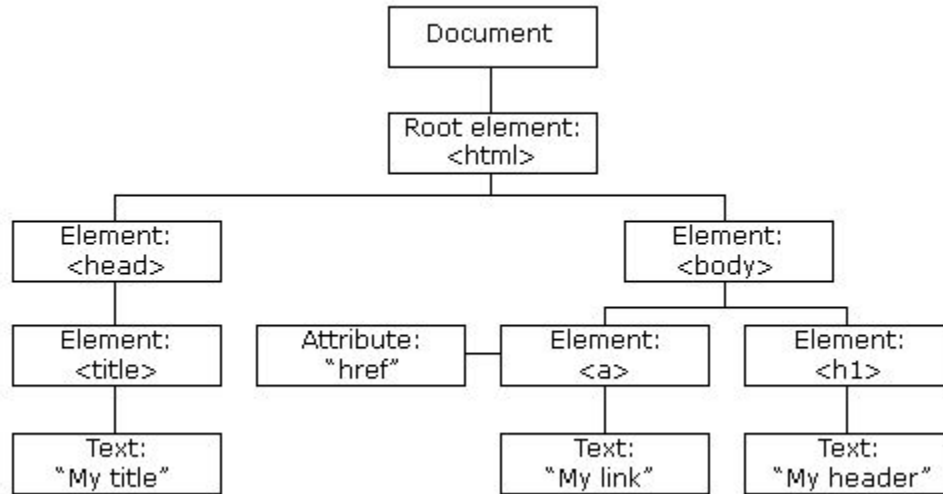 Document
Root element:
<html>
Element:
<head>
Element:
<body>
Element:
<title>
Attribute:
“href”
Element:
<a>
Element:
<h1>
Text:
“My title”
Text:
“My link”
Text:
“My header”